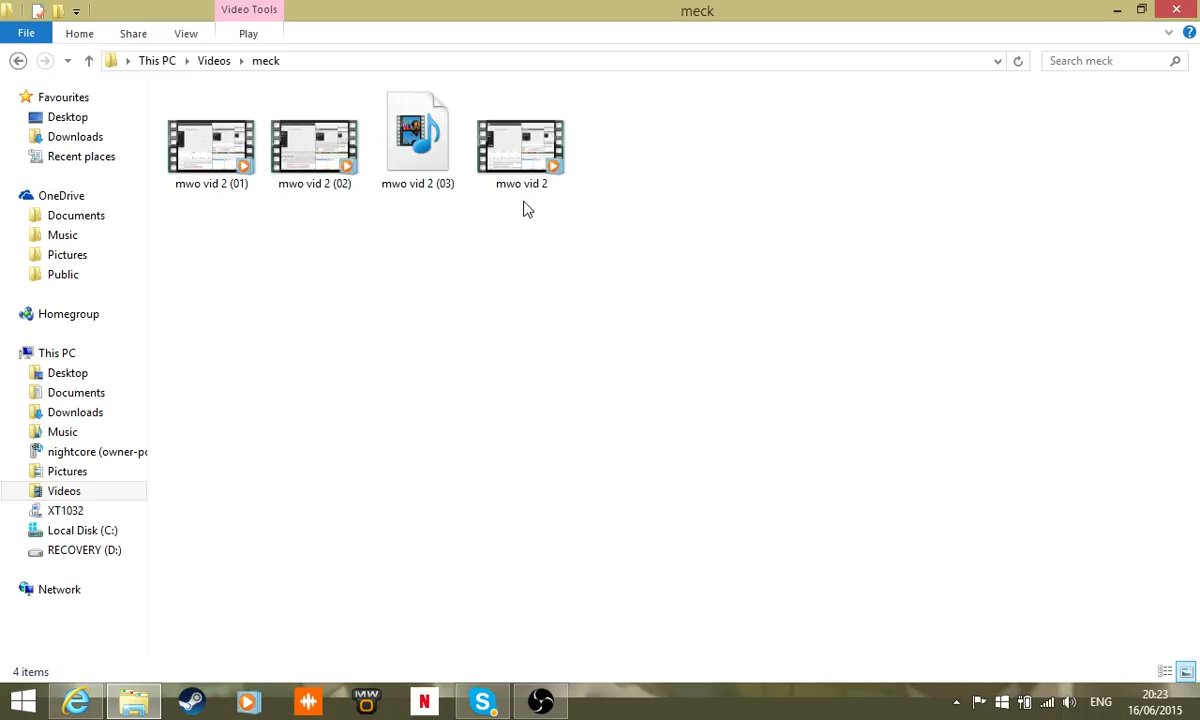 Video Tools
meck
File
Home
Share
View
Play
This PC
Videos
meck
Search meck
Favourites
Desktop
Downloads
Recent places
OneDrive
Documents
Music
Pictures
Public
Homegroup
This PC
Desktop
Documents
Downloads
Music
nightcore (owner-pc
Pictures
Videos
XT1032
Local Disk (C:)
RECOVERY (D:)
Network
mwo vid 2 (01)
mwo vid 2 (02)
mwo vid 2 (03)
mwo vid 2
4 items
MW
N
S
ENG
20:23
16/06/2015